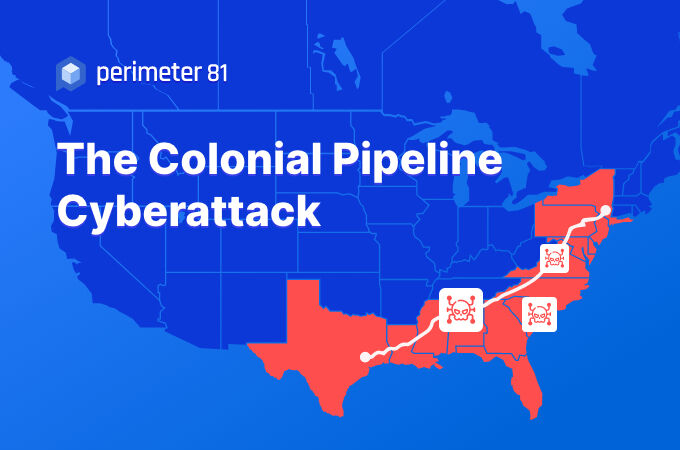 perimeter 81
The Colonial Pipeline
Cyberattack